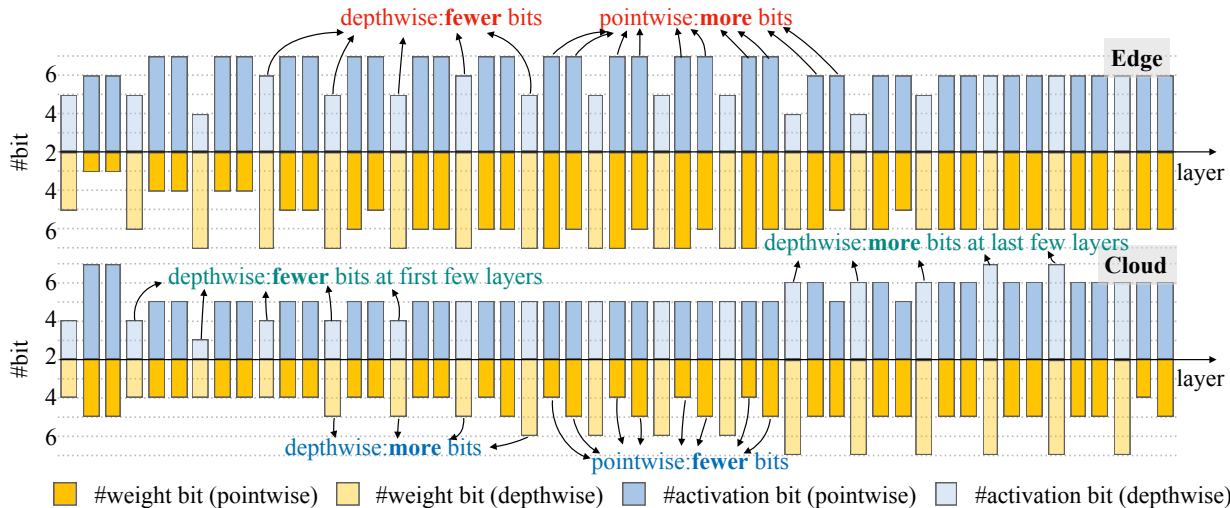 depthwise:fewer bits
pointwise:more bits
Edge
6
4
2
4
6
#bit
layer
depthwise:more bits at last few layers
Cloud
depthwise:fewer bits at first few layers
6
4
2
4
6
#bit
layer
depthwise:more bits
pointwise:fewer bits
#weight bit (pointwise)
#weight bit (depthwise)
#activation bit (pointwise)
#activation bit (depthwise)